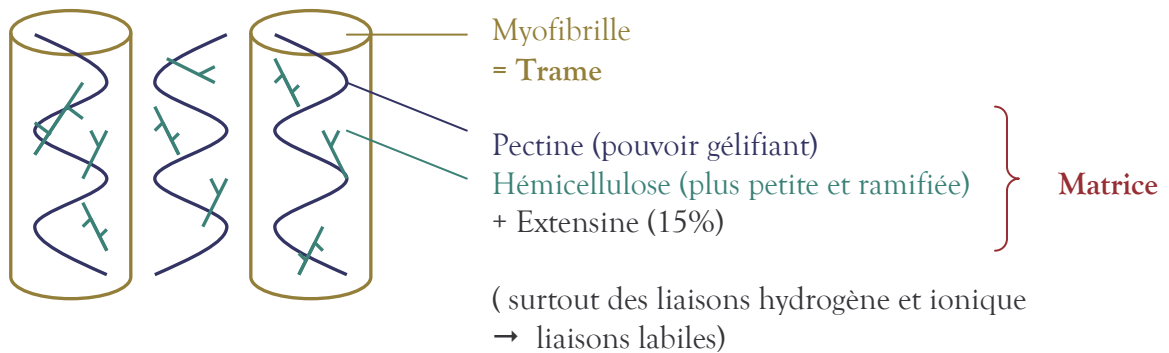 Myofibrille
= Trame
Pectine (pouvoir gélifiant)
Hémicellulose (plus petite et ramifiée)
+ Extensine (15%)
Matrice
( surtout des liaisons hydrogène et ionique
→ liaisons labiles)